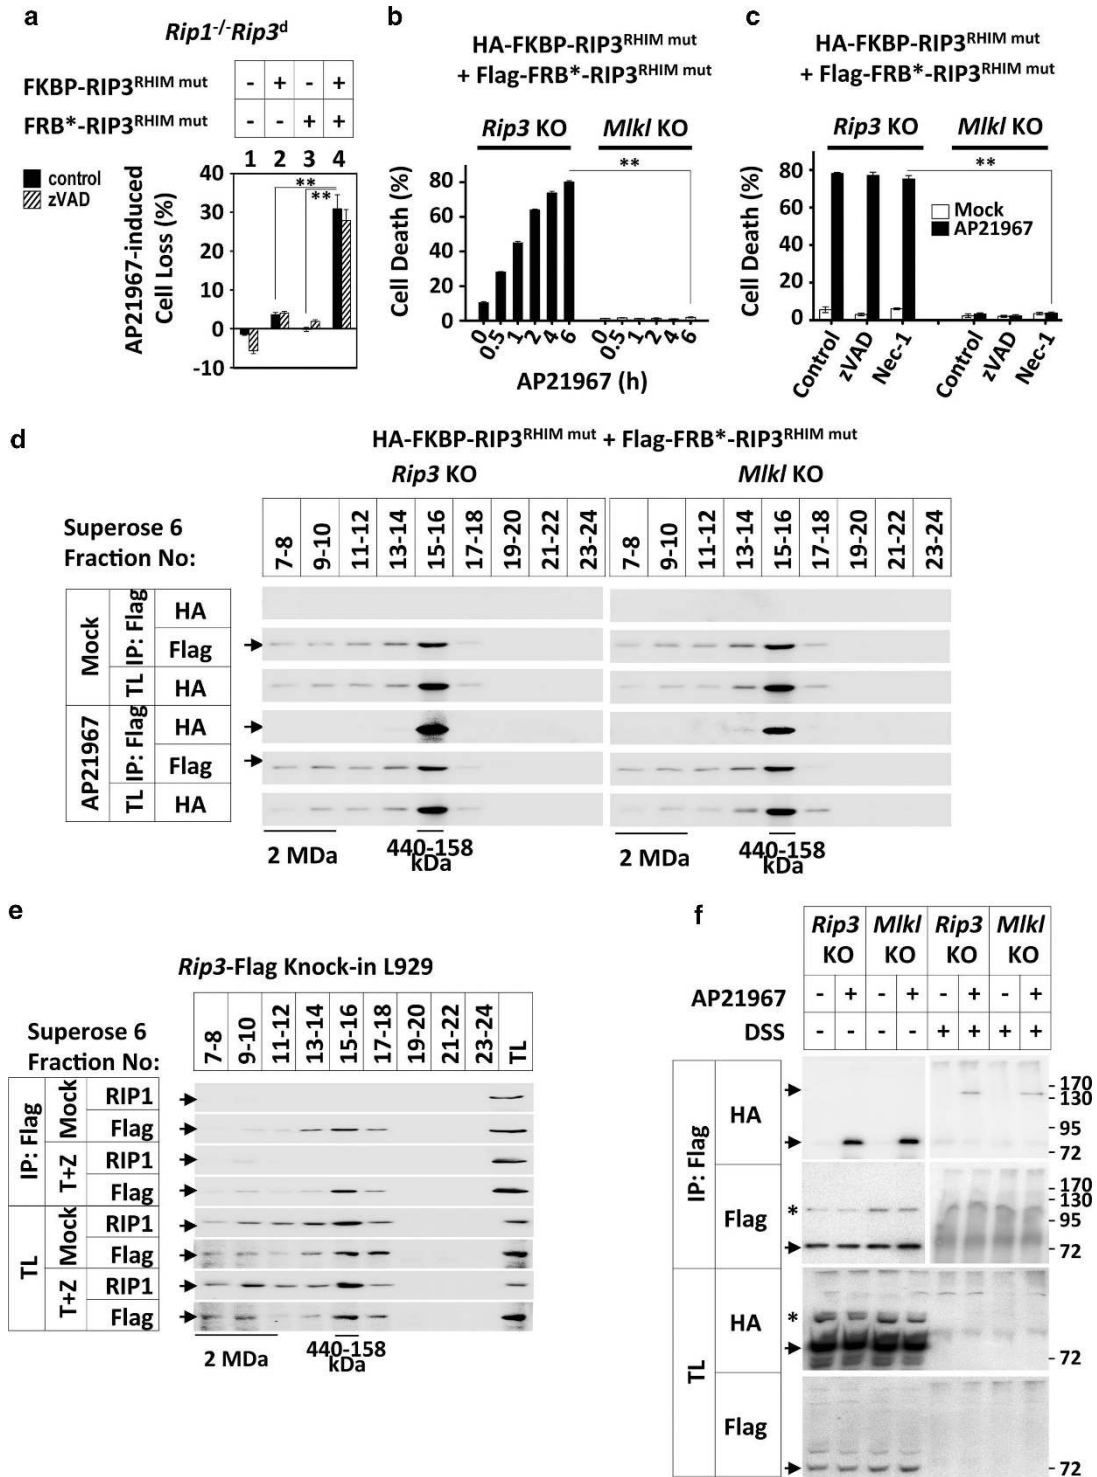 a
Rip1-/-Rip3d
FKBP-RIP3RHIM mut - + - +
FRB*-RIP3RHIM mut - - + +
1 2 3 4
control
zVAD
AP21967-induced
Cell Loss (%)
40
30
20
10
0
-10
**
**
b
HA-FKBP-RIP3RHIM mut
+ Flag-FRB*-RIP3RHIM mut
Rip3 KO Mlkl KO
**
Cell Death (%)
80
60
40
20
0
0 0.5 1 2 4 6 0 0.5 1 2 4 6
AP21967 (h)
c
HA-FKBP-RIP3RHIM mut
+ Flag-FRB*-RIP3RHIM mut
Rip3 KO Mlkl KO
**
Mock
AP21967
Cell Death (%)
80
60
40
20
0
Control zVAD Nec-1 Control zVAD Nec-1
d
HA-FKBP-RIP3RHIM mut + Flag-FRB*-RIP3RHIM mut
Rip3 KO Mlkl KO
Superose 6
Fraction No:
7-8 9-10 11-12 13-14 15-16 17-18 19-20 21-22 23-24 7-8 9-10 11-12 13-14 15-16 17-18 19-20 21-22 23-24
Mock
IP: Flag
HA
Flag
TL
HA
AP21967
IP: Flag
HA
Flag
TL
HA
2 MDa 440-158 kDa 2 MDa 440-158 kDa
e
Rip3-Flag Knock-in L929
Superose 6
Fraction No:
7-8 9-10 11-12 13-14 15-16 17-18 19-20 21-22 23-24 TL
IP: Flag
Mock
RIP1
Flag
T+Z
RIP1
Flag
TL
Mock
RIP1
Flag
T+Z
RIP1
Flag
2 MDa 440-158 kDa
f
Rip3 KO Mlkl KO Rip3 KO Mlkl KO
AP21967 - + - + - + - +
DSS - - - - + + + +
IP: Flag
HA
- 170
- 130
- 95
- 72
Flag
*
- 170
- 130
- 95
- 72
TL
HA
*
- 72
Flag
- 72